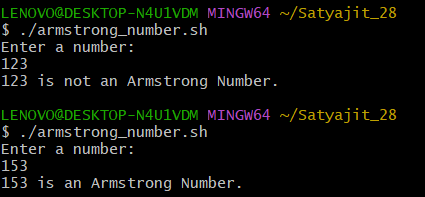 LENOVO@DESKTOP-N4U1VDM MINGW64 ~/Satyajit_28
$ ./armstrong_number.sh
Enter a number:
123
123 is not an Armstrong Number.
LENOVO@DESKTOP-N4U1VDM MINGW64 ~/Satyajit_28
$ ./armstrong_number.sh
Enter a number:
153
153 is an Armstrong Number.